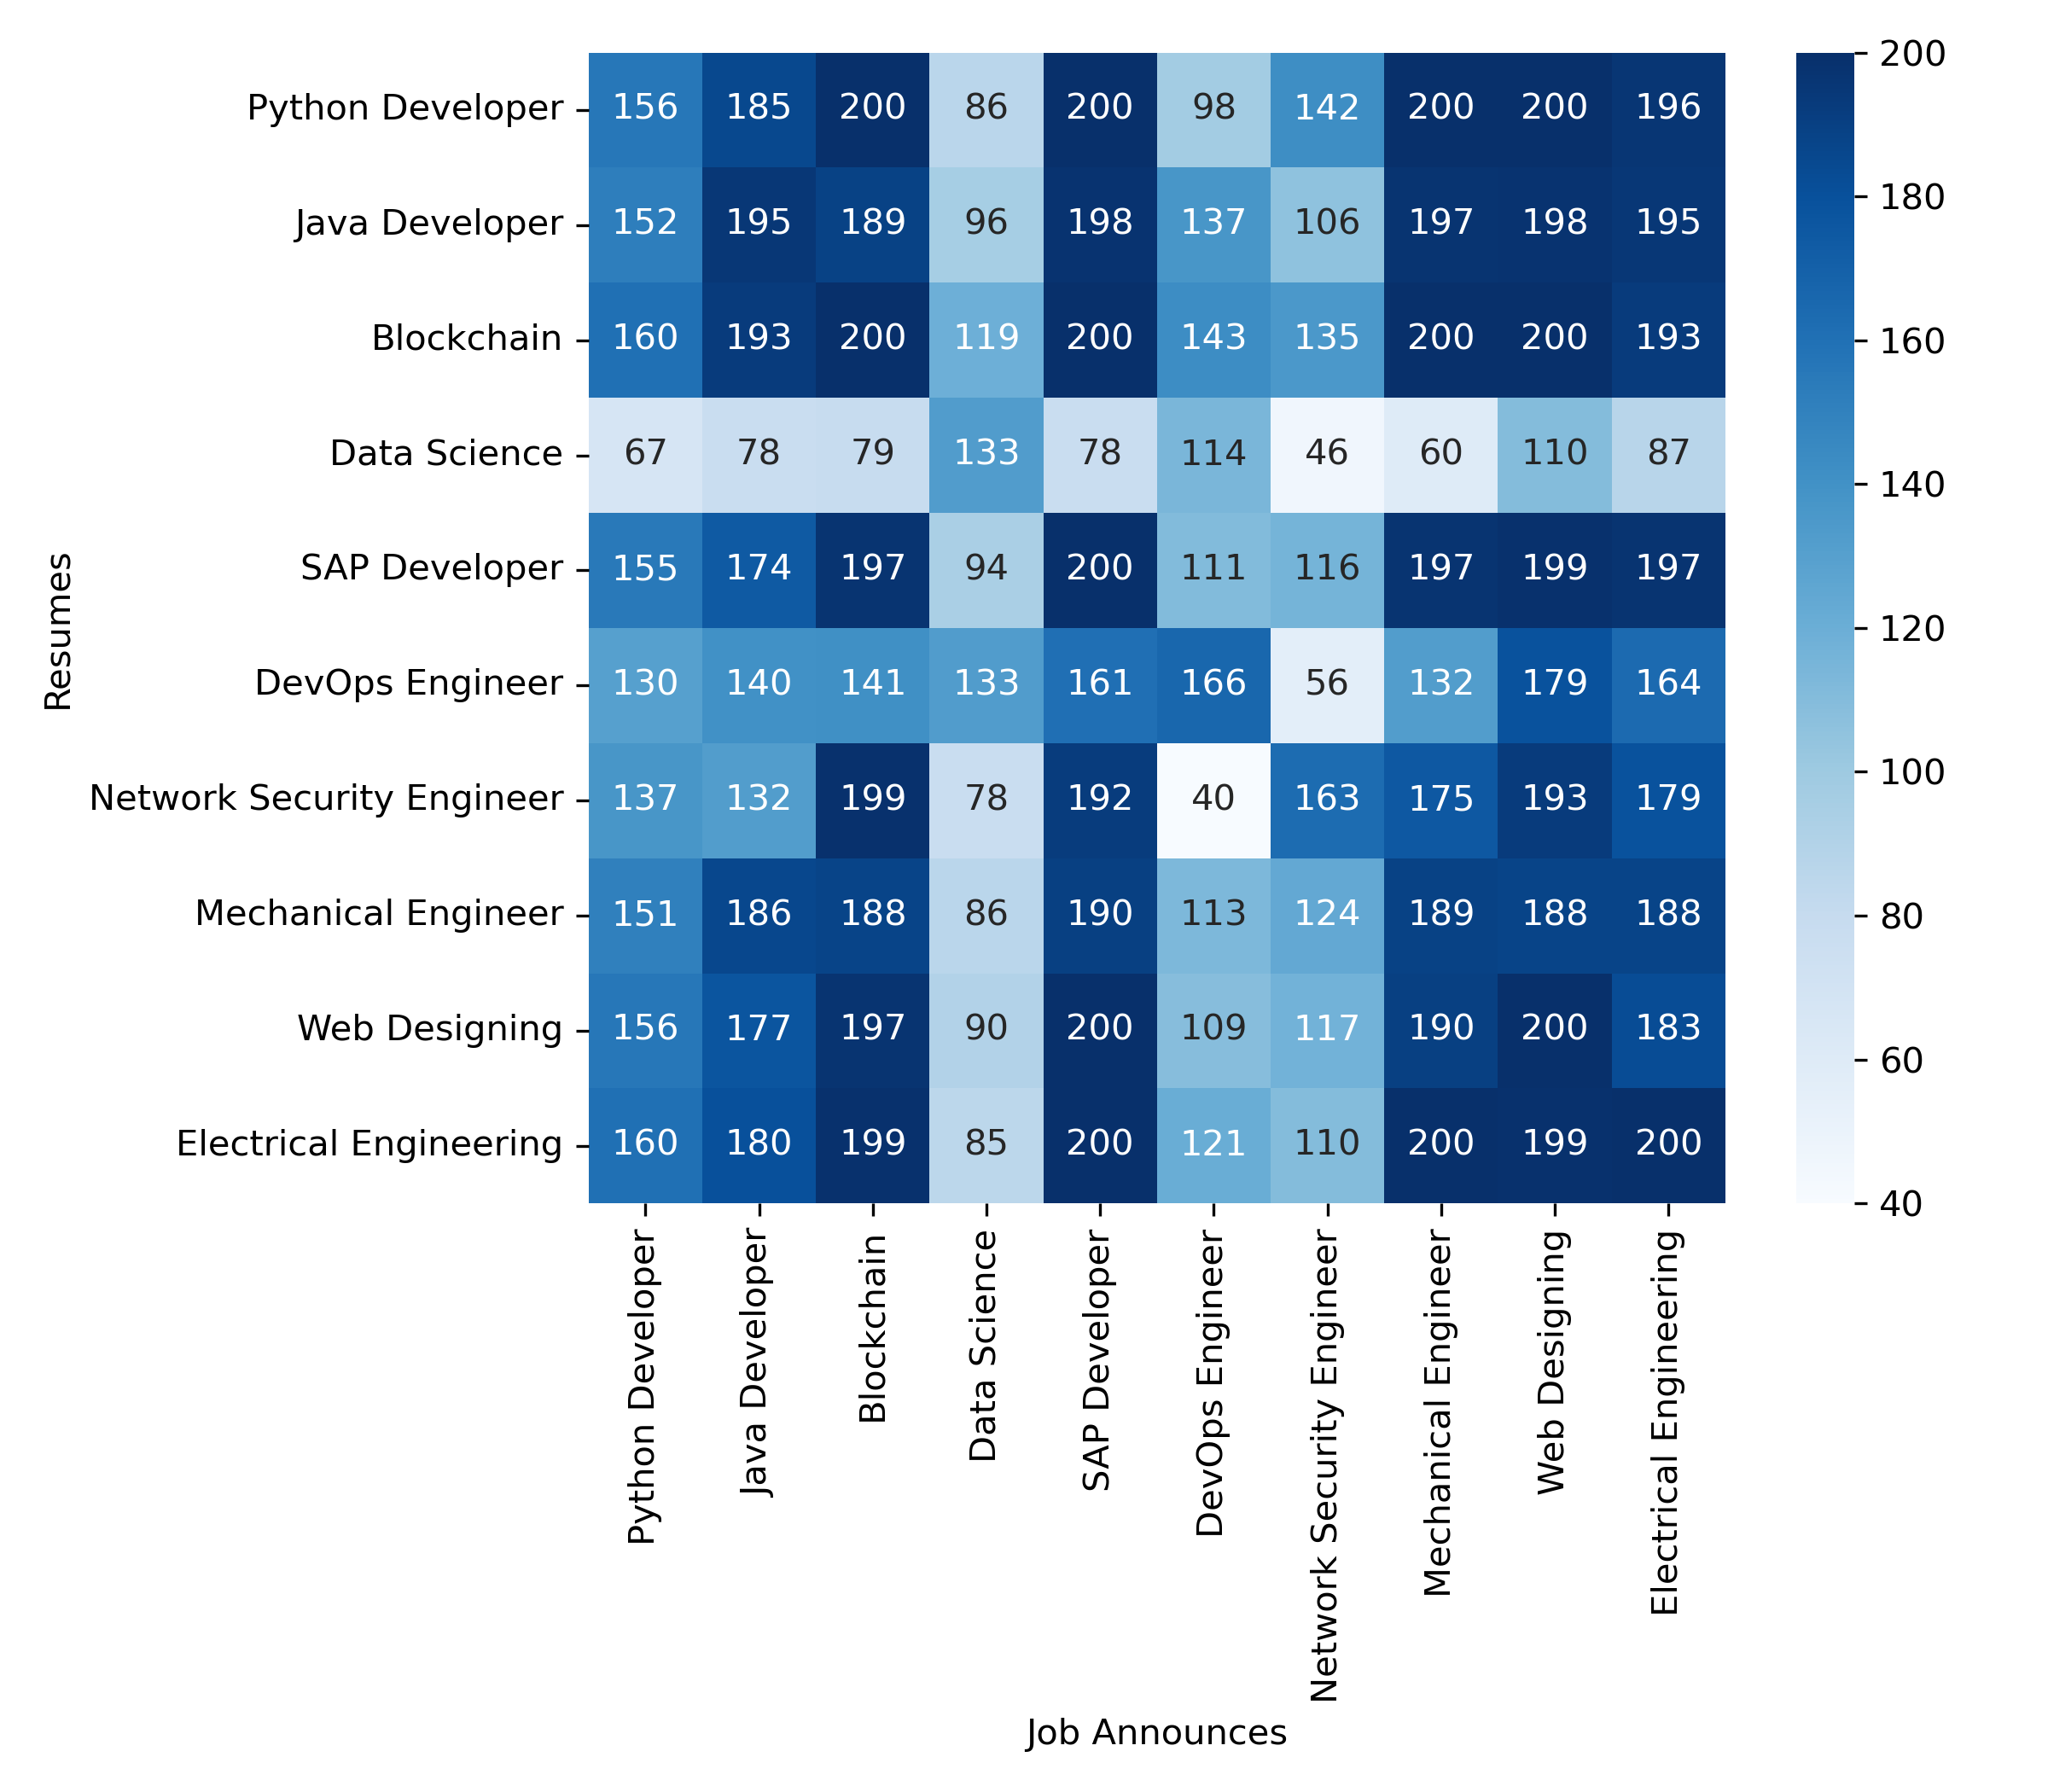 Python Developer 156 185 200 86 200 98 142 200 200 196
Java Developer 152 195 189 96 198 137 106 197 198 195
Blockchain 160 193 200 119 200 143 135 200 200 193
Data Science 67 78 79 133 78 114 46 60 110 87
SAP Developer 155 174 197 94 200 111 116 197 199 197
DevOps Engineer 130 140 141 133 161 166 56 132 179 164
Network Security Engineer 137 132 199 78 192 40 163 175 193 179
Mechanical Engineer 151 186 188 86 190 113 124 189 188 188
Web Designing 156 177 197 90 200 109 117 190 200 183
Electrical Engineering 160 180 199 85 200 121 110 200 199 200
Resumes
Python Developer
Java Developer
Blockchain
Data Science
SAP Developer
DevOps Engineer
Network Security Engineer
Mechanical Engineer
Web Designing
Electrical Engineering
Job Announces
200
180
160
140
120
100
80
60
40